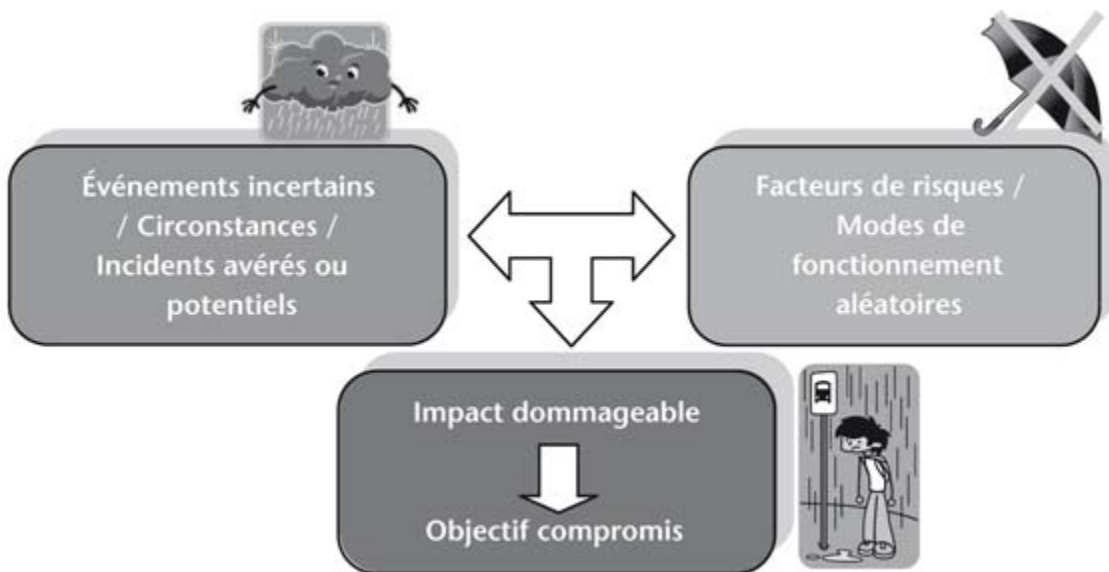 Événements incertains
/ Circonstances /
Incidents avérés ou
potentiels
Facteurs de risques /
Modes de
fonctionnement
aléatoires
Impact dommageable
Objectif compromis